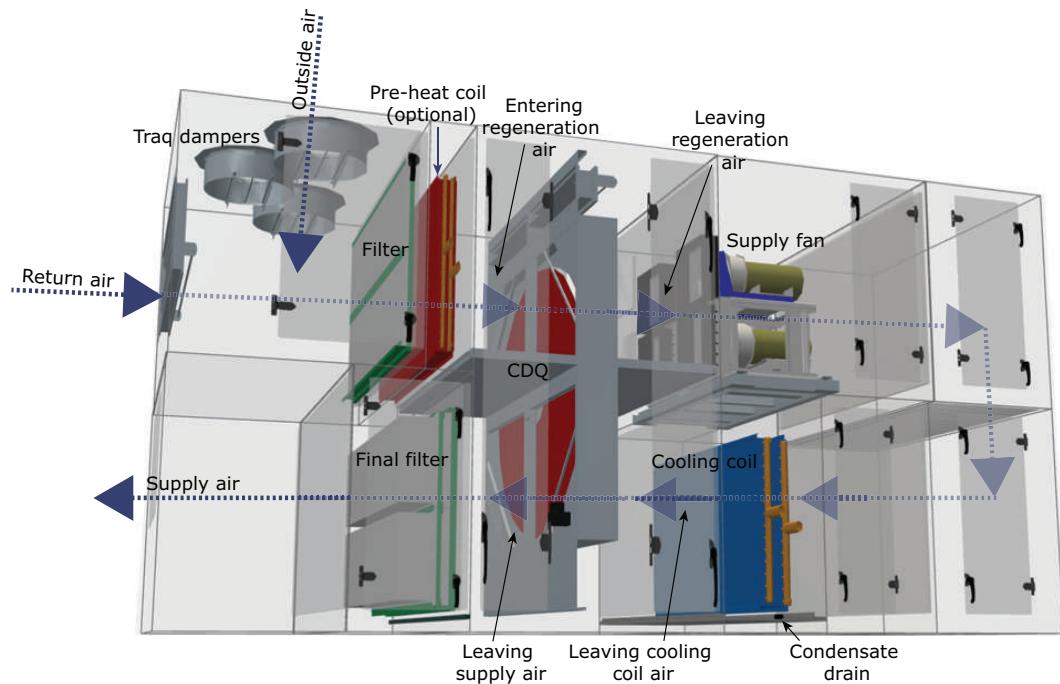 Outside air
Pre-heat coil
(optional)
Entering
regeneration
air
Leaving
regeneration
air
Traq dampers
Filter
Supply fan
Return air
CDQ
Final filter
Cooling coil
Supply air
Leaving
supply air
Leaving cooling
coil air
Condensate
drain